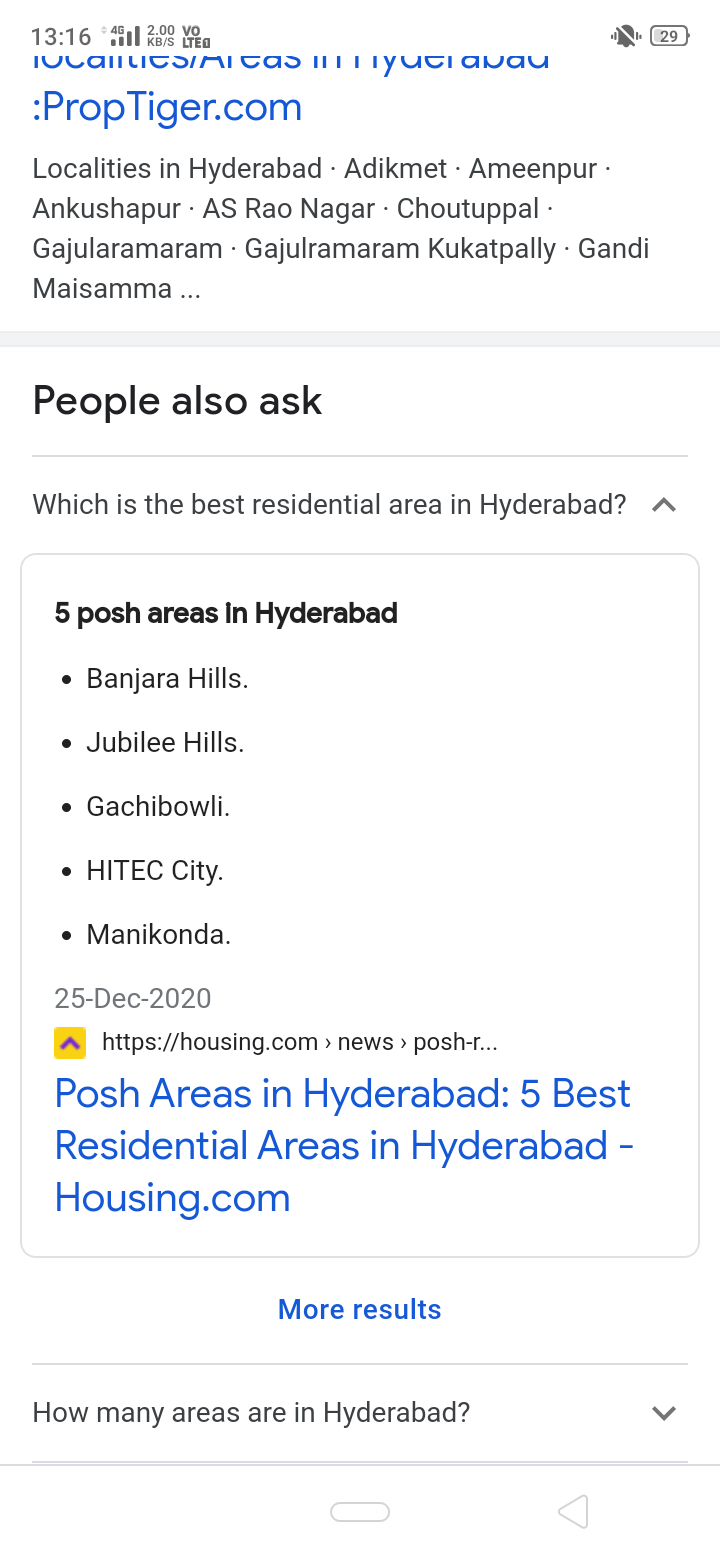 13:16 4G 2.00 KB/S VO LTE 29
localities/Areas in Hyderabad
:PropTiger.com
Localities in Hyderabad · Adikmet · Ameenpur ·
Ankushapur · AS Rao Nagar · Choutuppal ·
Gajularamaram · Gajulramaram Kukatpally · Gandi
Maisamma ...
People also ask
Which is the best residential area in Hyderabad?
5 posh areas in Hyderabad
• Banjara Hills.
• Jubilee Hills.
• Gachibowli.
• HITEC City.
• Manikonda.
25-Dec-2020
https://housing.com › news › posh-r...
Posh Areas in Hyderabad: 5 Best
Residential Areas in Hyderabad -
Housing.com
More results
How many areas are in Hyderabad?